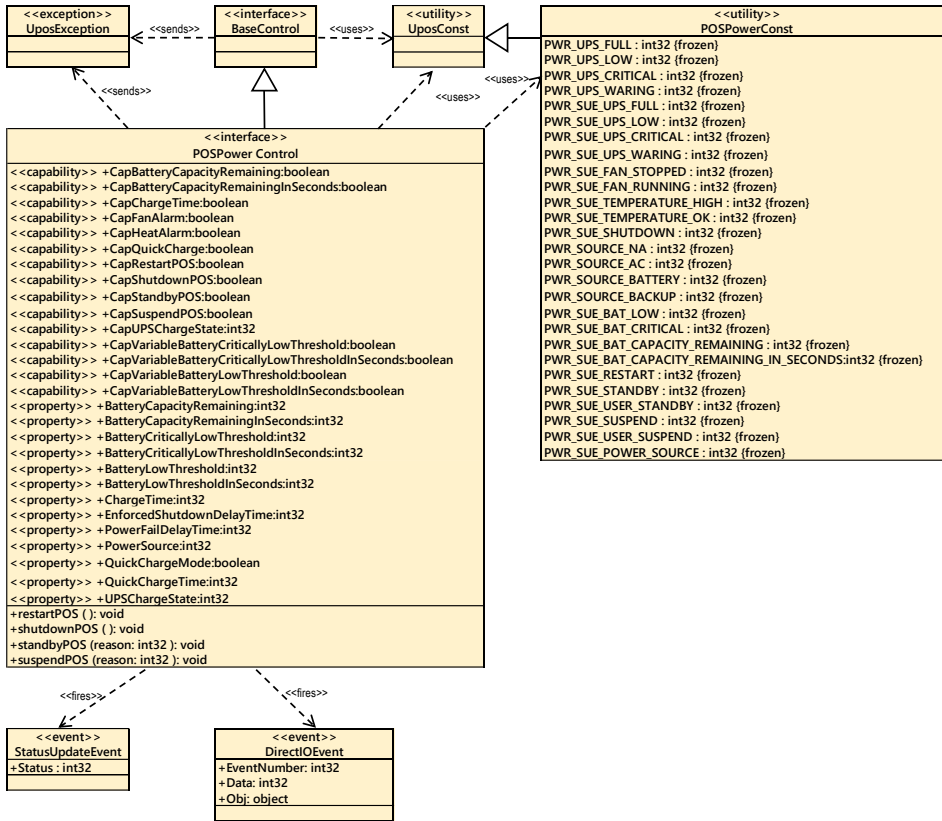 <<exception>>
UposException
<<sends>>
<<interface>>
BaseControl
<<uses>>
<<utility>>
UposConst
<<utility>>
POSPowerConst
PWR_UPS_FULL : int32 {frozen}
PWR_UPS_LOW : int32 {frozen}
PWR_UPS_CRITICAL : int32 {frozen}
PWR_UPS_WARING : int32 {frozen}
PWR_SUE_UPS_FULL : int32 {frozen}
PWR_SUE_UPS_LOW : int32 {frozen}
PWR_SUE_UPS_CRITICAL : int32 {frozen}
PWR_SUE_UPS_WARING : int32 {frozen}
PWR_SUE_FAN_STOPPED : int32 {frozen}
PWR_SUE_FAN_RUNNING : int32 {frozen}
PWR_SUE_TEMPERATURE_HIGH : int32 {frozen}
PWR_SUE_TEMPERATURE_OK : int32 {frozen}
PWR_SUE_SHUTDOWN : int32 {frozen}
PWR_SOURCE_NA : int32 {frozen}
PWR_SOURCE_AC : int32 {frozen}
PWR_SOURCE_BATTERY : int32 {frozen}
PWR_SOURCE_BACKUP : int32 {frozen}
PWR_SUE_BAT_LOW : int32 {frozen}
PWR_SUE_BAT_CRITICAL : int32 {frozen}
PWR_SUE_BAT_CAPACITY_REMAINING : int32 {frozen}
PWR_SUE_BAT_CAPACITY_REMAINING_IN_SECONDS:int32 {frozen}
PWR_SUE_RESTART : int32 {frozen}
PWR_SUE_STANDBY : int32 {frozen}
PWR_SUE_USER_STANDBY : int32 {frozen}
PWR_SUE_SUSPEND : int32 {frozen}
PWR_SUE_USER_SUSPEND : int32 {frozen}
PWR_SUE_POWER_SOURCE : int32 {frozen}
<<sends>>
<<uses>>
<<uses>>
<<interface>>
POSPower Control
<<capability>> +CapBatteryCapacityRemaining:boolean
<<capability>> +CapBatteryCapacityRemainingInSeconds:boolean
<<capability>> +CapChargeTime:boolean
<<capability>> +CapFanAlarm:boolean
<<capability>> +CapHeatAlarm:boolean
<<capability>> +CapQuickCharge:boolean
<<capability>> +CapRestartPOS:boolean
<<capability>> +CapShutdownPOS:boolean
<<capability>> +CapStandbyPOS:boolean
<<capability>> +CapSuspendPOS:boolean
<<capability>> +CapUPSChargeState:int32
<<capability>> +CapVariableBatteryCriticallyLowThreshold:boolean
<<capability>> +CapVariableBatteryCriticallyLowThresholdInSeconds:boolean
<<capability>> +CapVariableBatteryLowThreshold:boolean
<<capability>> +CapVariableBatteryLowThresholdInSeconds:boolean
<<property>> +BatteryCapacityRemaining:int32
<<property>> +BatteryCapacityRemainingInSeconds:int32
<<property>> +BatteryCriticallyLowThreshold:int32
<<property>> +BatteryCriticallyLowThresholdInSeconds:int32
<<property>> +BatteryLowThreshold:int32
<<property>> +BatteryLowThresholdInSeconds:int32
<<property>> +ChargeTime:int32
<<property>> +EnforcedShutdownDelayTime:int32
<<property>> +PowerFailDelayTime:int32
<<property>> +PowerSource:int32
<<property>> +QuickChargeMode:boolean
<<property>> +QuickChargeTime:int32
<<property>> +UPSChargeState:int32
+restartPOS ( ): void
+shutdownPOS ( ): void
+standbyPOS (reason: int32 ): void
+suspendPOS (reason: int32 ): void
<<fires>>
<<fires>>
<<event>>
StatusUpdateEvent
+Status : int32
<<event>>
DirectIOEvent
+EventNumber: int32
+Data: int32
+Obj: object